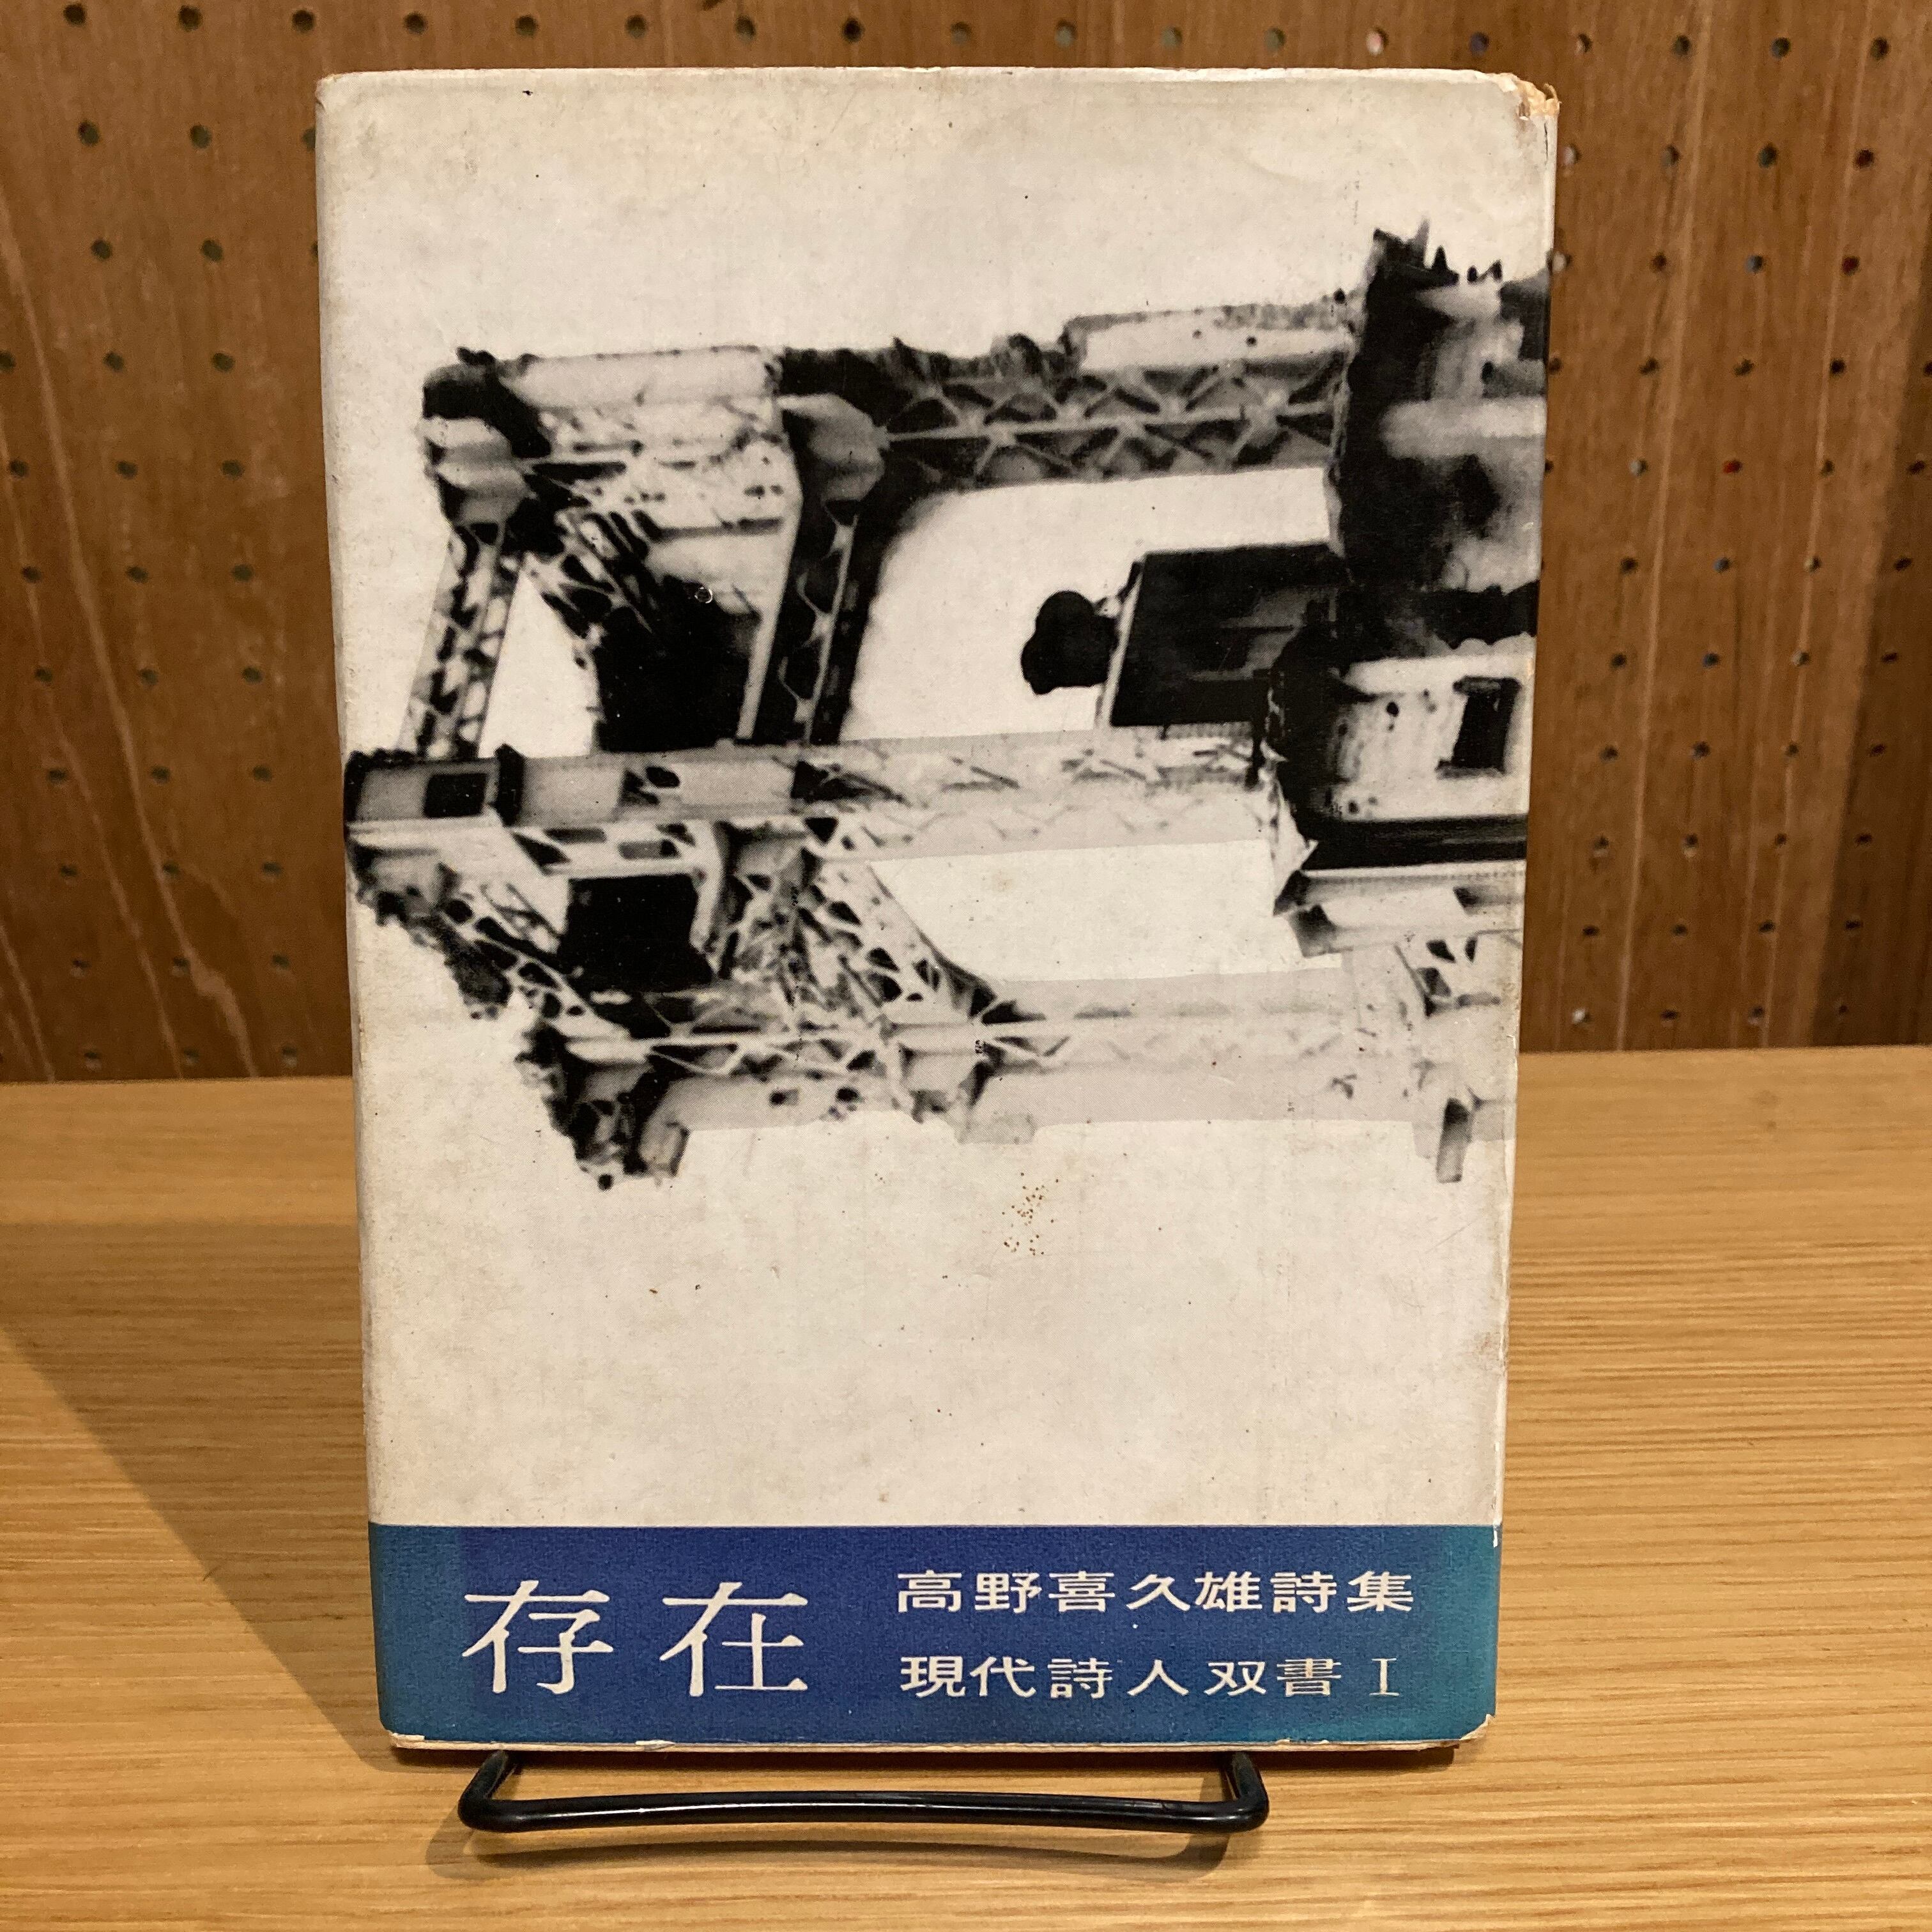 存在
高野喜久雄詩集
現代詩人双書 I